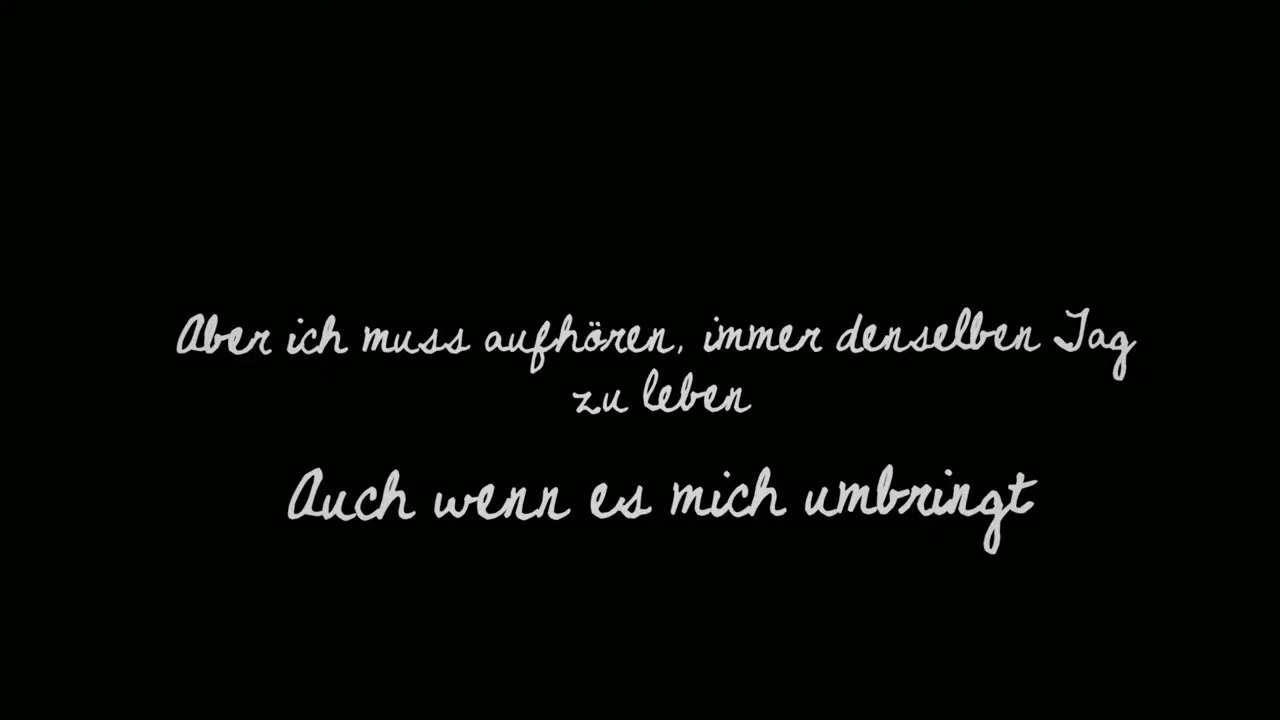 Aber ich muss aufhören, immer denselben Tag
zu leben
Auch wenn es mich umbringt